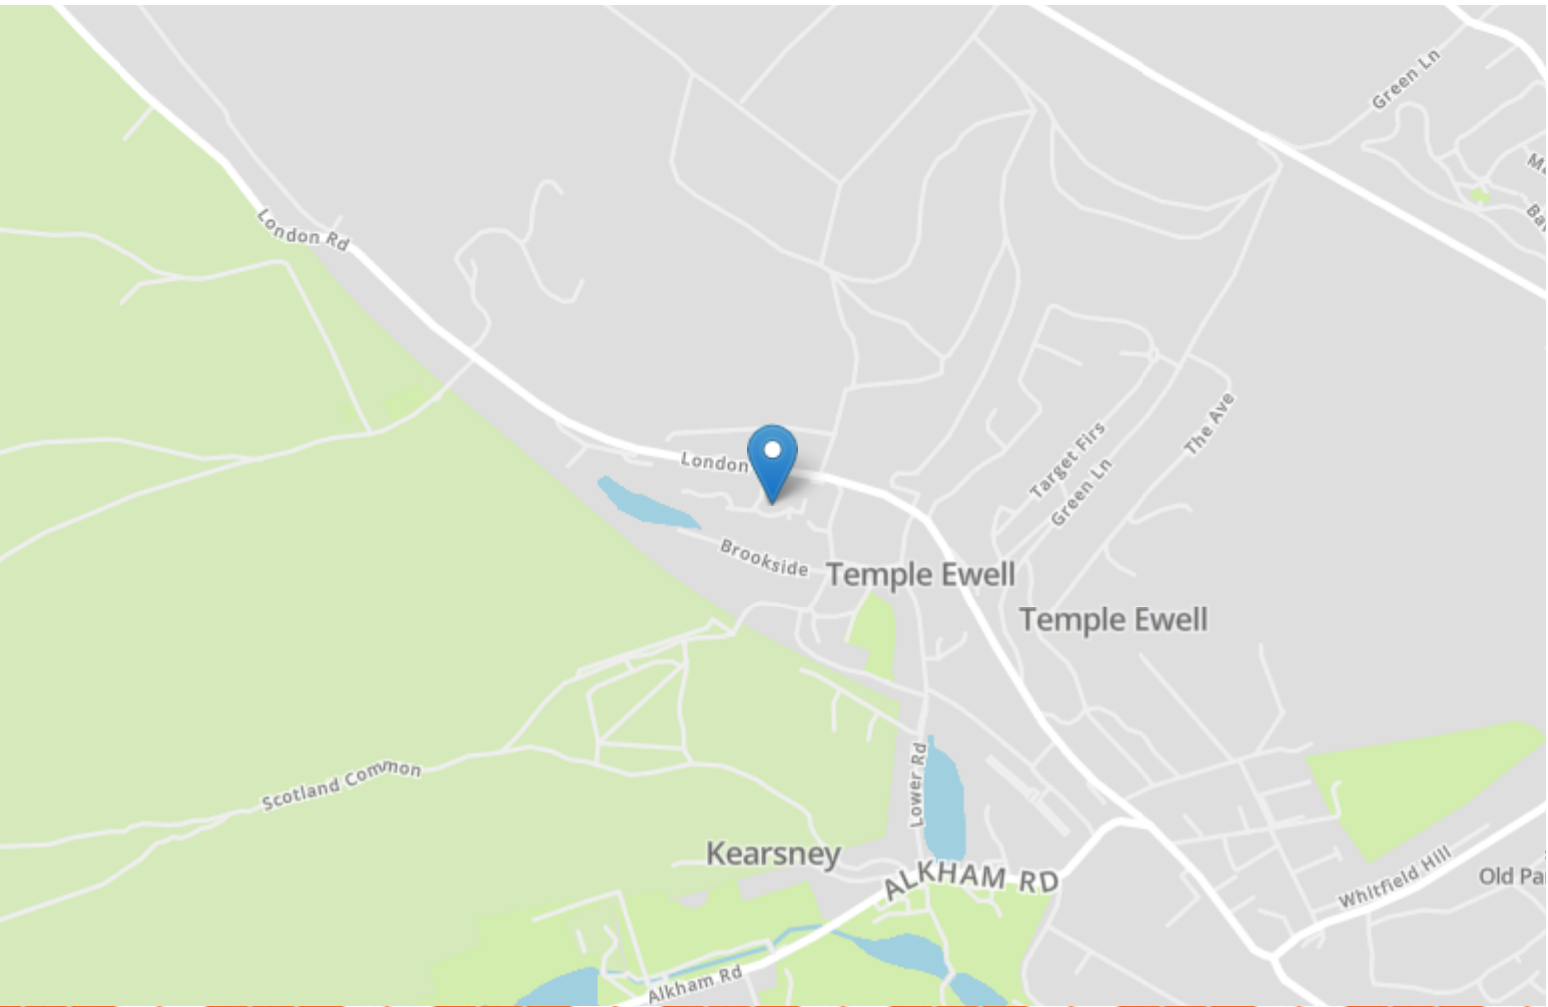 Green Ln
London Rd
The Ave
Target Firs
London
Green Ln
Brookside
Temple Ewell
Temple Ewell
Lower Rd
Scotland Common
Kearsney
ALKHAM RD
Whitfield Hill
Old
Alkham Rd